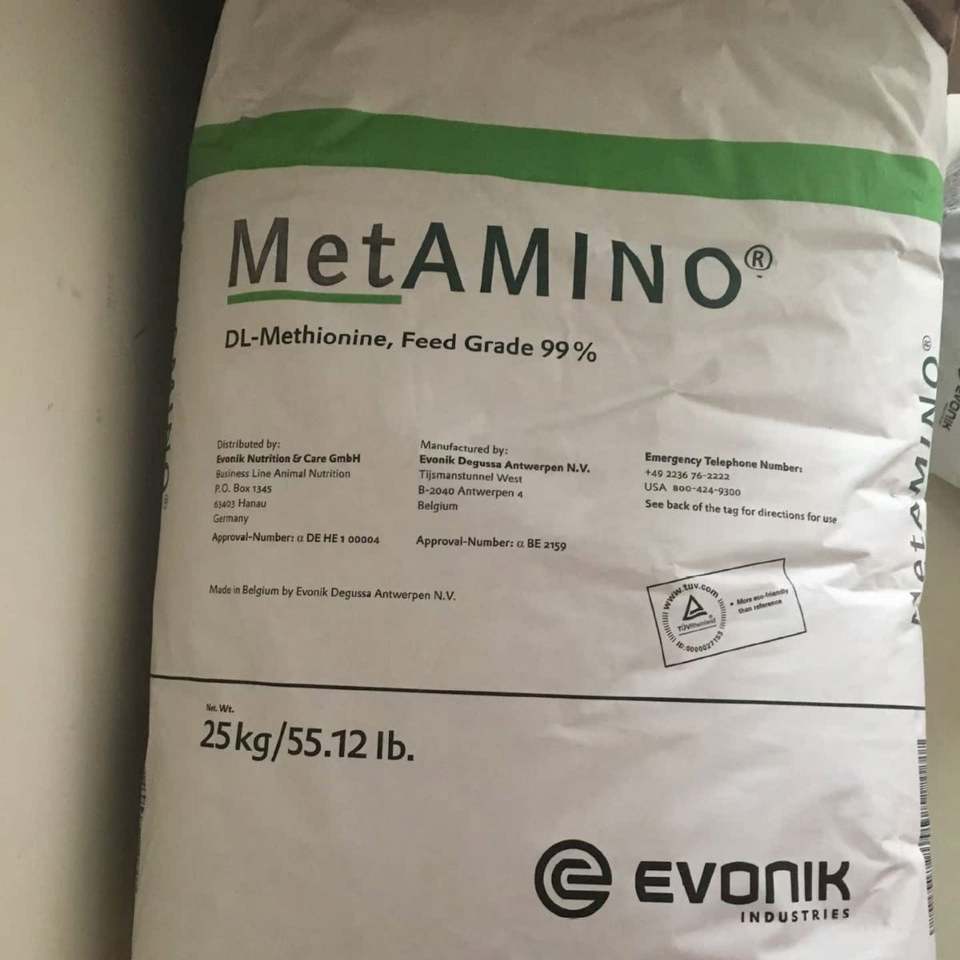 MetAMINO®
DL-Methionine, Feed Grade 99%
Distributed by:
Evonik Nutrition & Care GmbH
Business Line Animal Nutrition
P.O. Box 1345
63403 Hanau
Germany
Approval-Number: α DE HE 1 00004
Manufactured by:
Evonik Degussa Antwerpen N.V.
Tijsmanstunnel West
B-2040 Antwerpen 4
Belgium
Approval-Number: α BE 2159
Emergency Telephone Number:
+49 2236 76-2222
USA 800-424-9300
See back of the tag for directions for use
Made in Belgium by Evonik Degussa Antwerpen N.V.
www.tuv.com
TÜVRheinland®
ID:0000027153
• More eco-friendly
than reference
Net. Wt.
25kg/55.12 lb.
EVONIK
INDUSTRIES
MetAMINO®
EVONIK